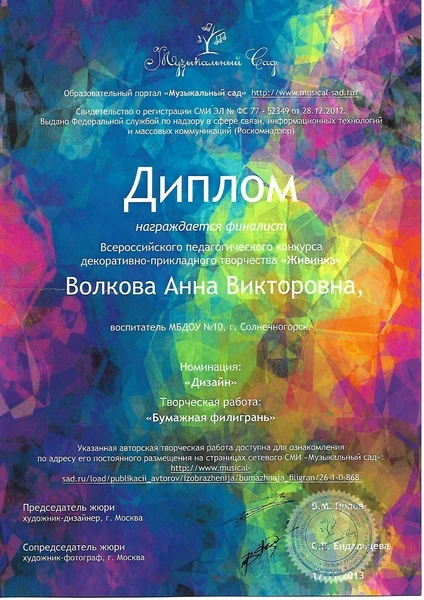 Музыкальный Сад
Образовательный портал «Музыкальный сад» http://www.musical-sad.ru/
Свидетельство о регистрации СМИ ЭЛ № ФС 77 - 52349 от 28.12.2012.
Выдано Федеральной службой по надзору в сфере связи, информационных технологий
и массовых коммуникаций (Роскомнадзор)
Диплом
награждается финалист
Всероссийского педагогического конкурса
декоративно-прикладного творчества «Живинка»
Волкова Анна Викторовна,
воспитатель МБДОУ №10, г. Солнечногорск.
Номинация:
«Дизайн»
Творческая работа:
«Бумажная филигрань»
Указанная авторская творческая работа доступна для ознакомления
по адресу его постоянного размещения на страницах сетевого СМИ «Музыкальный сад»:
http://www.musical-
sad.ru/load/publikacii_avtorov/izobrazhenija/bumazhnaja_filigran/26-1-0-868
Председатель жюри
художник-дизайнер, г. Москва
В.М. Попов
Сопредседатель жюри
художник-фотограф, г. Москва
Ендальцева
2013